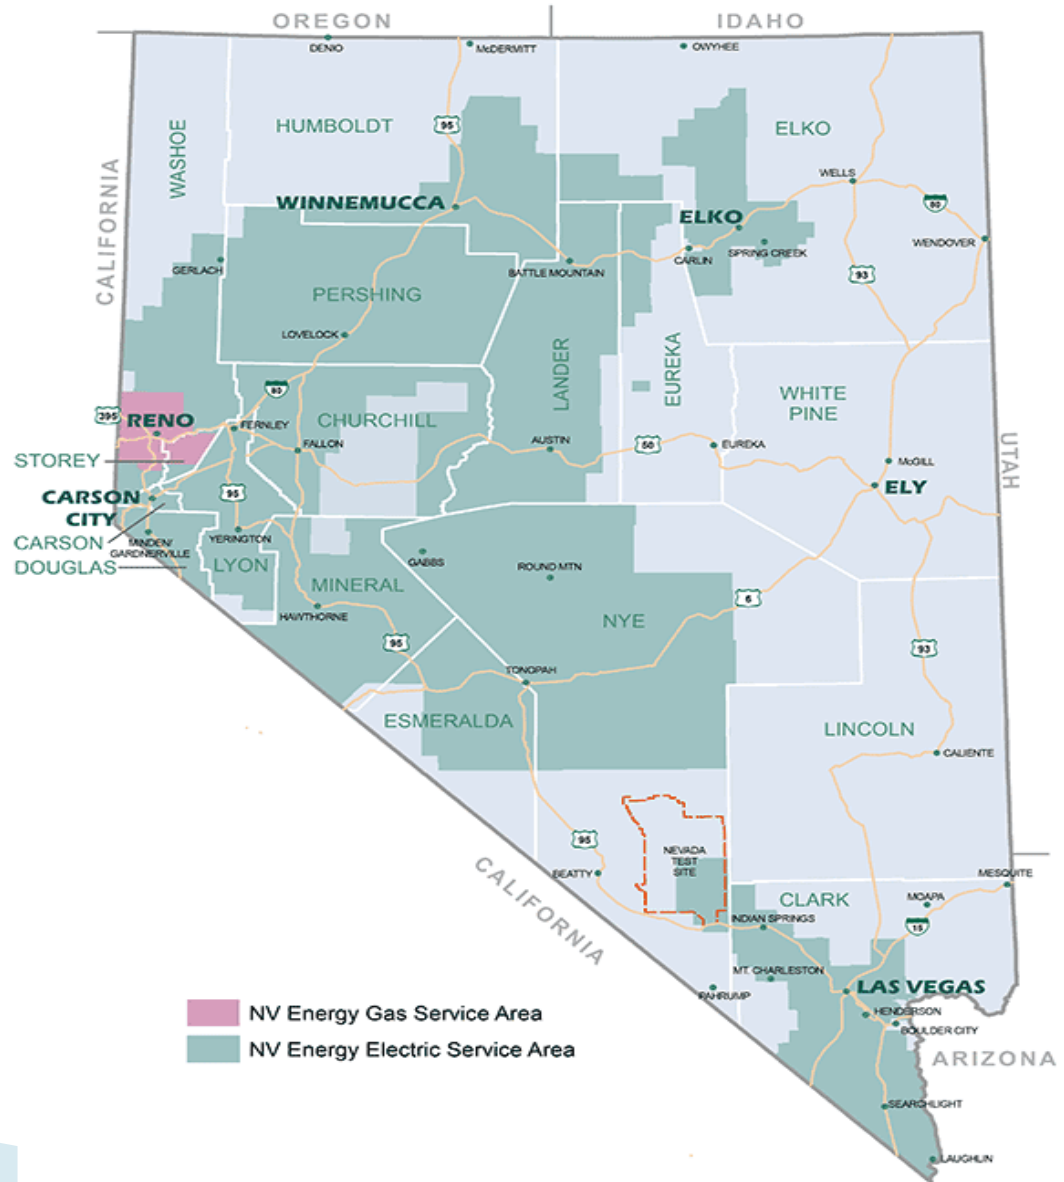 OREGON
IDAHO
DENIO
McDERMITT
OWYHEE
HUMBOLDT
95
ELKO
WASHOE
CALIFORNIA
WELLS
WINNEMUCCA
ELKO
80
WENDOVER
GERLACH
BATTLE MOUNTAIN
CARLIN
SPRING CREEK
93
PERSHING
LOVELOCK
LANDER
EUREKA
WHITE
PINE
80
395
RENO
FERNLEY
CHURCHILL
FALLON
AUSTIN
50
EUREKA
McGILL
UTAH
STOREY
CARSON
CITY
95
ELY
CARSON
MINDEN/
GARDNERVILLE
YERINGTON
DOUGLAS
LYON
GABBS
ROUND MTN
MINERAL
HAWTHORNE
6
NYE
95
93
TONOPAH
ESMERALDA
LINCOLN
CALIENTE
95
NEVADA
TEST
SITE
BEATTY
MESQUITE
CALIFORNIA
CLARK
MOAPA
INDIAN SPRINGS
15
MT. CHARLESTON
PAHRUMP
LAS VEGAS
HENDERSON
BOULDER CITY
NV Energy Gas Service Area
NV Energy Electric Service Area
ARIZONA
SEARCHLIGHT
LAUGHLIN